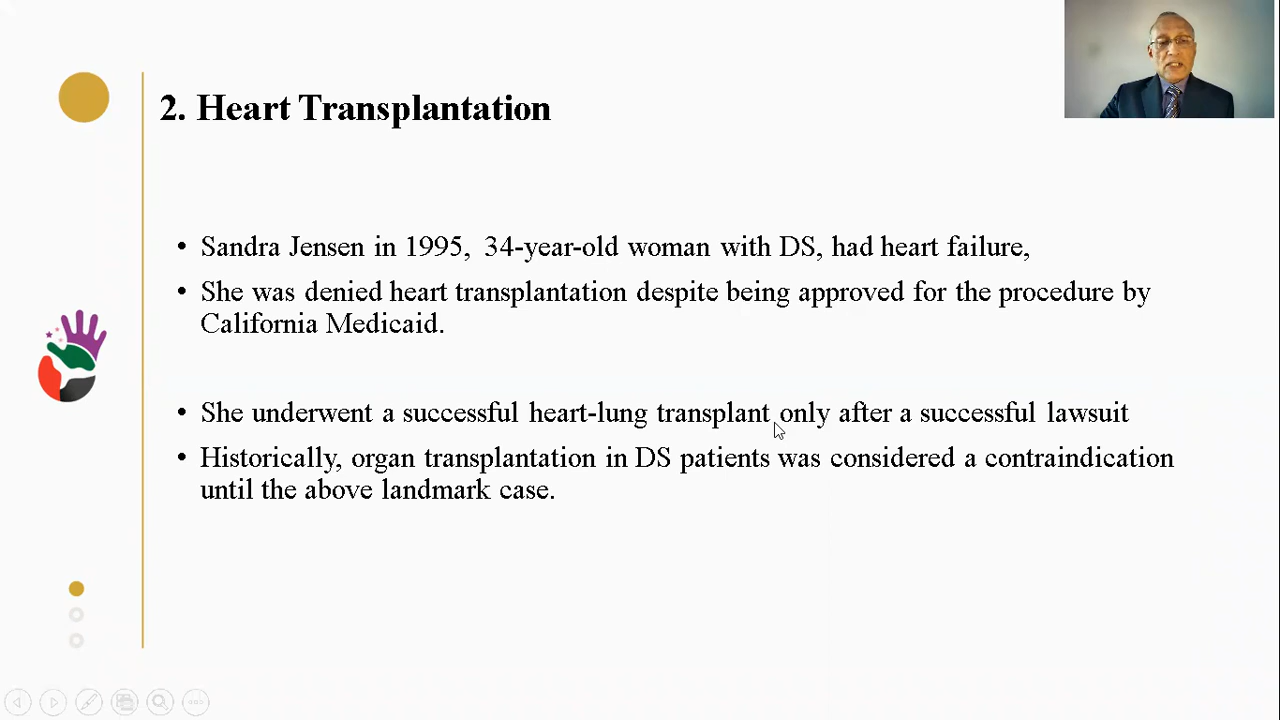 2. Heart Transplantation
• Sandra Jensen in 1995, 34-year-old woman with DS, had heart failure,
• She was denied heart transplantation despite being approved for the procedure by
California Medicaid.
• She underwent a successful heart-lung transplant only after a successful lawsuit
• Historically, organ transplantation in DS patients was considered a contraindication
until the above landmark case.